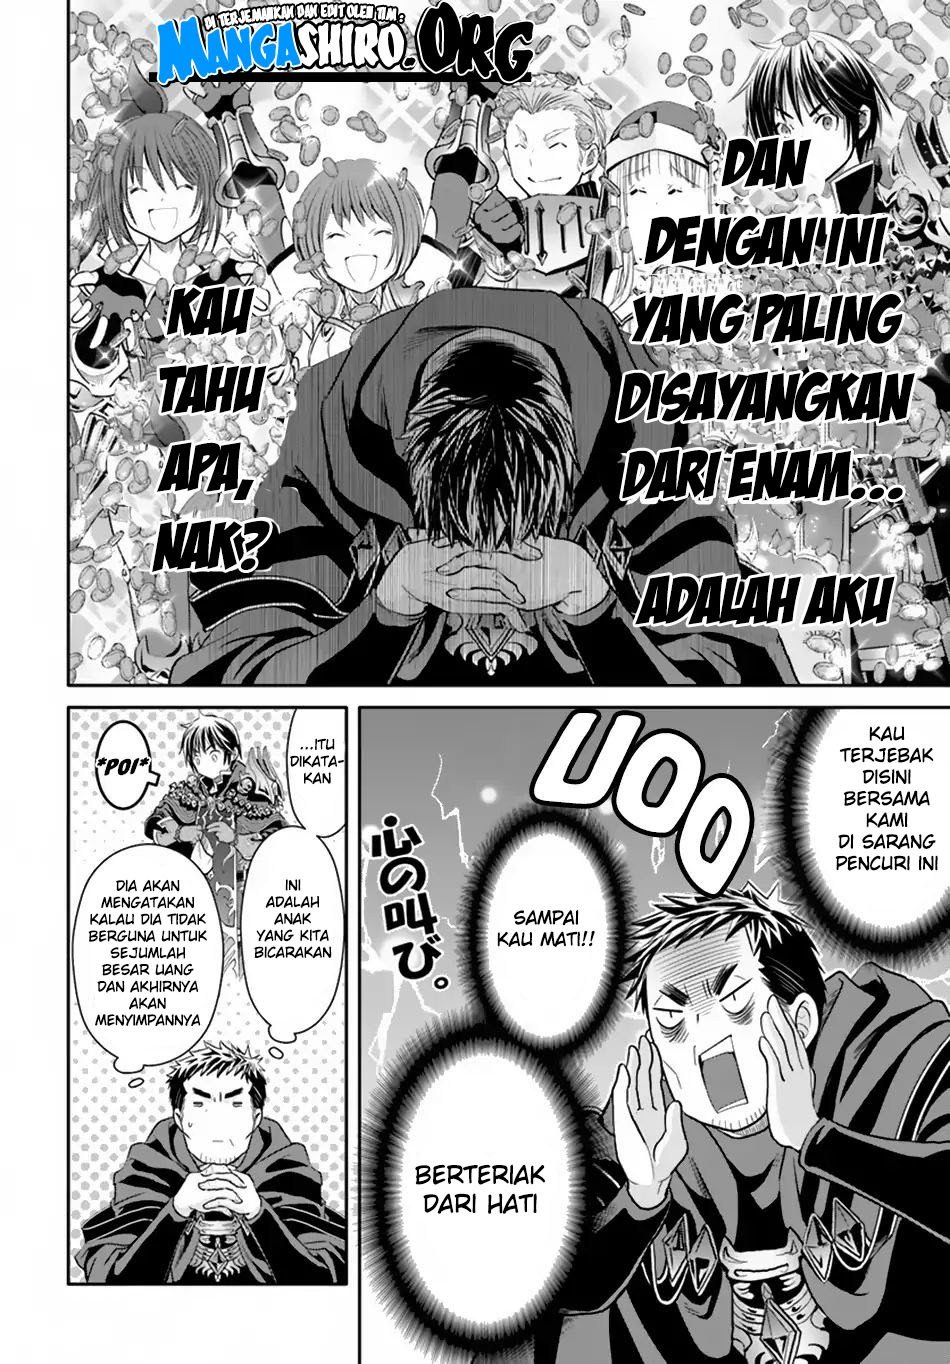 DI TERJEMAHKAN DAN EDIT OLEH TIM :
MANGASHIRO.ORG
DAN
DENGAN INI
YANG PALING
DISAYANGKAN
DARI ENAM...
ADALAH AKU
KAU
TAHU
APA,
NAK?
KAU
TERJEBAK
DISINI
BERSAMA
KAMI
DI SARANG
PENCURI INI
UOO
SAMPAI
KAU MATI!!
心の叫び。
BERTERIAK
DARI HATI
...ITU
DIKATA-
KAN
*POI*
INI
ADALAH
ANAK
YANG KITA
BICARAKAN
DIA AKAN
MENGATAKAN
KALAU DIA TIDAK
BERGUNA UNTUK
SEJUMLAH
BESAR UANG
DAN AKHIRNYA
AKAN
MENYIMPANNYA